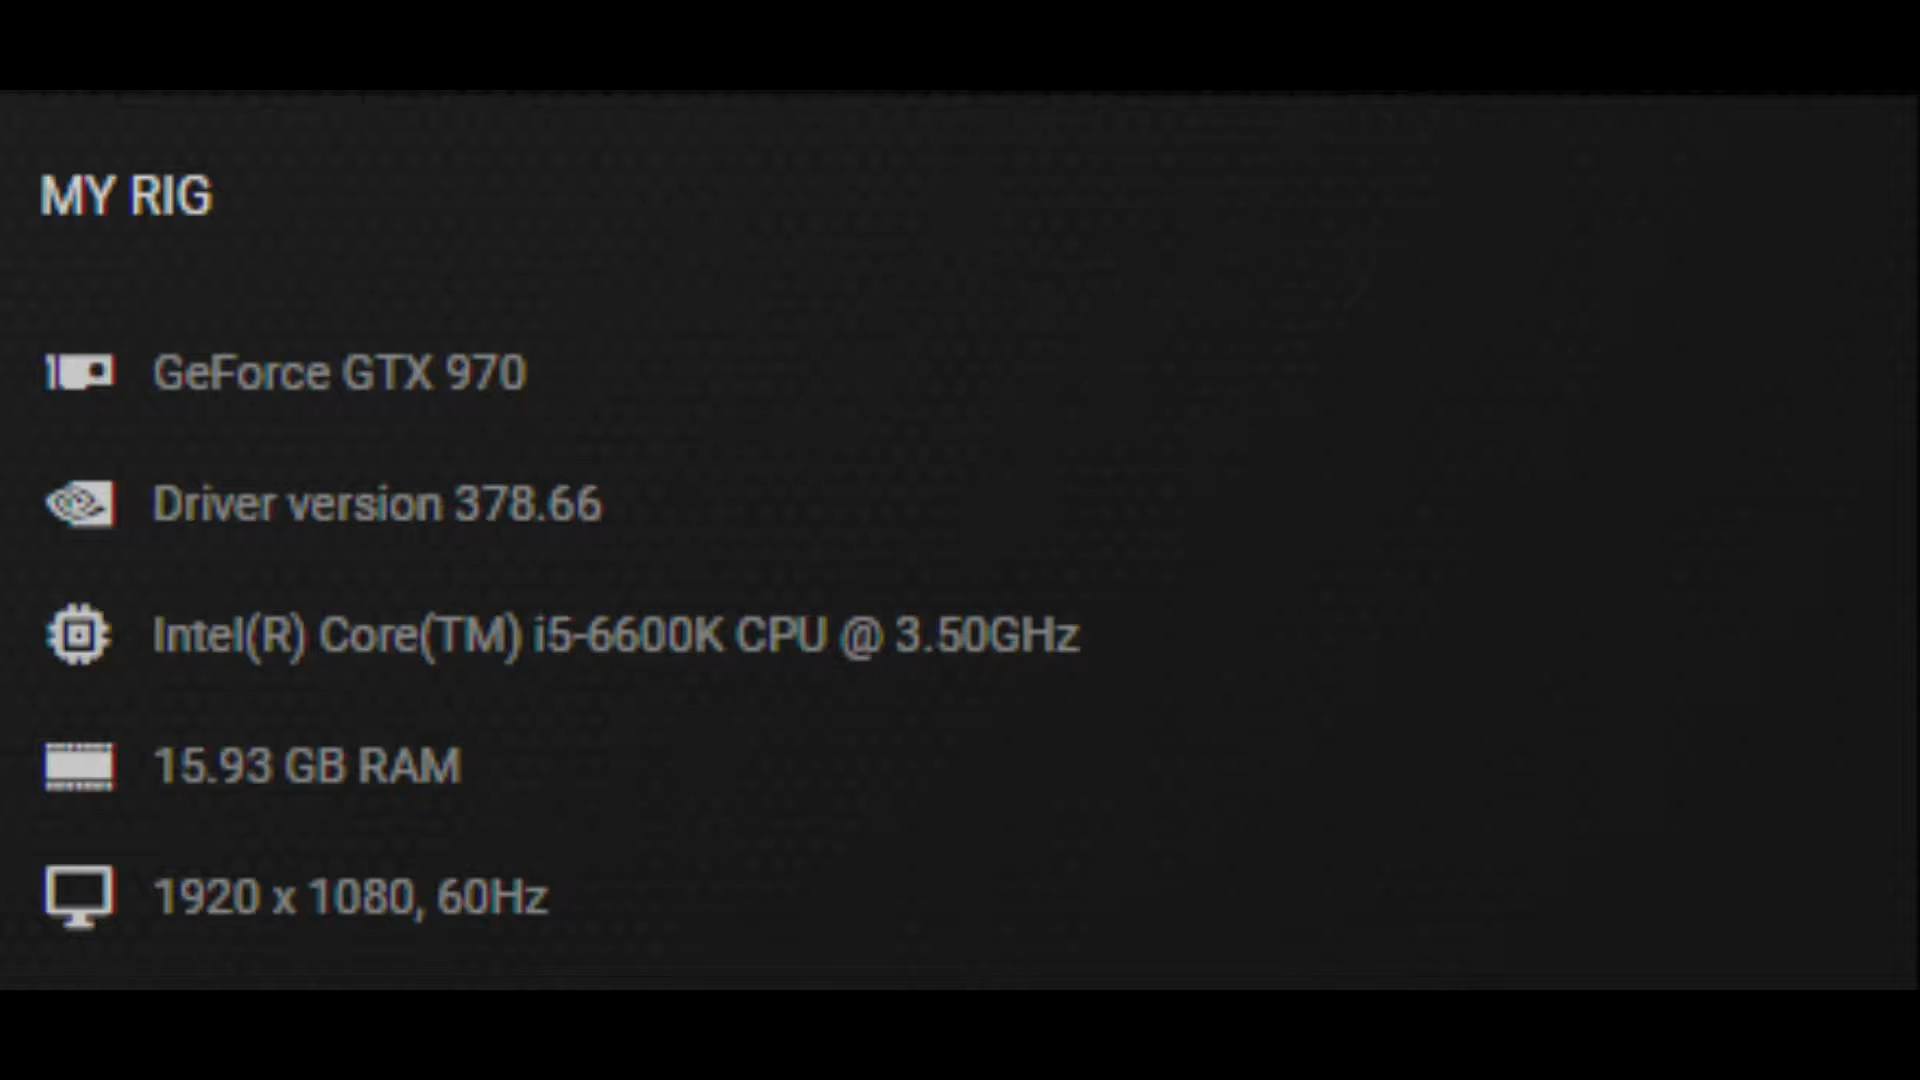 MY RIG
GeForce GTX 970
Driver version 378.66
Intel(R) Core(TM) i5-6600K CPU @ 3.50GHz
15.93 GB RAM
1920 x 1080, 60Hz